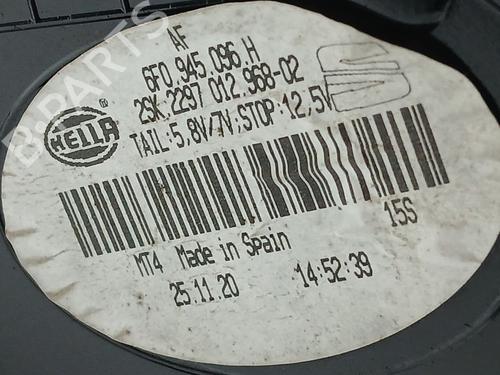 AF
6F0.945.096.H
2SK.2297 012.968-02
TAIL:5,8V/7V,STOP:12,5V
HELLA
®
15S
MT4 Made in Spain
25.11.20 14:52:39
B-PARTS